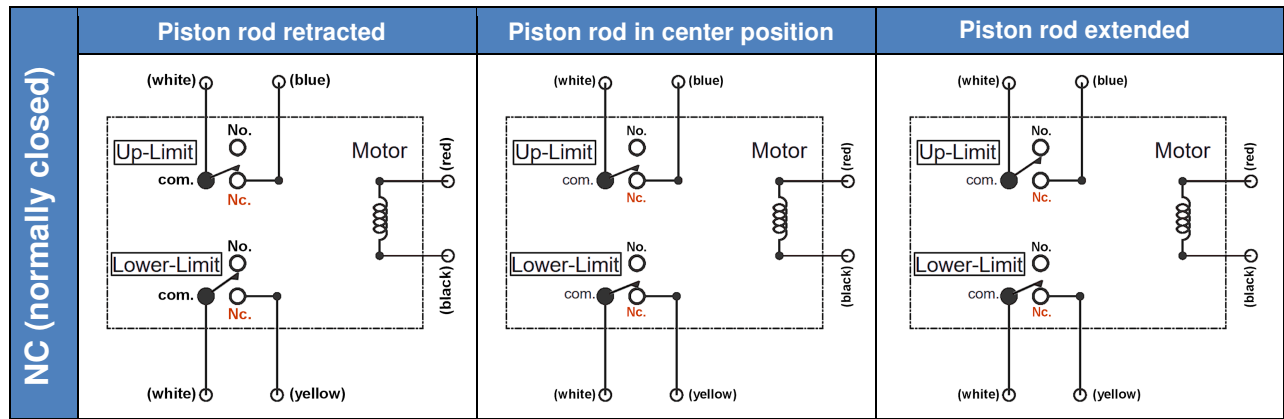 NC (normally closed)
Piston rod retracted
Piston rod in center position
Piston rod extended
(white)
(blue)
No.
Up-Limit
Motor
(red)
com.
Nc.
No.
Lower-Limit
com.
Nc.
(black)
(white)
(yellow)
(white)
(blue)
No.
Up-Limit
Motor
(red)
com.
Nc.
No.
Lower-Limit
com.
Nc.
(black)
(white)
(yellow)
(white)
(blue)
No.
Up-Limit
Motor
(red)
com.
Nc.
No.
Lower-Limit
com.
Nc.
(black)
(white)
(yellow)